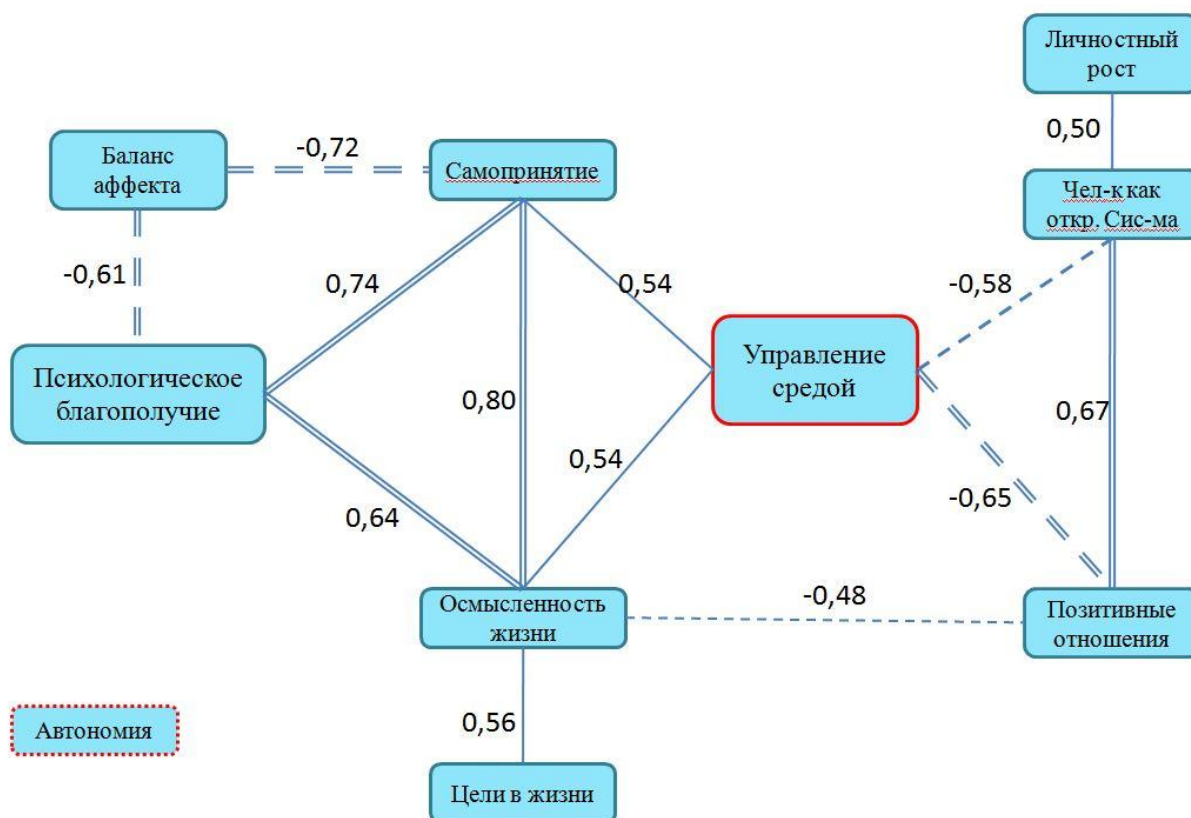 Личностный
рост
0,50
Баланс
аффекта
-0,72
Самопринятие
Чел-к как
откр. Сис-ма
-0,61
0,74
0,54
-0,58
Психологическое
благополучие
0,80
Управление
средой
0,67
0,64
0,54
-0,65
Осмысленность
жизни
-0,48
Позитивные
отношения
0,56
Автономия
Цели в жизни